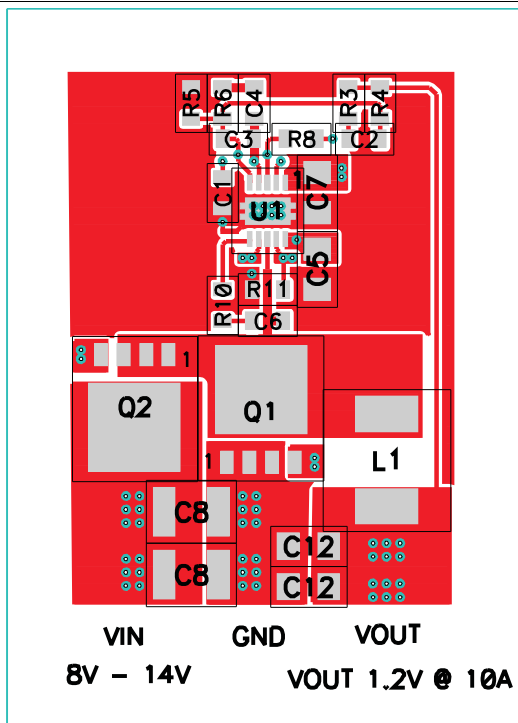 R5 R6 C4 R3 R4
C3 R8 C2
C1 U1 1 C7
C5
R10 R11
C6
1
Q2 Q1
1 L1
C8 C12
C8 C12
VIN GND VOUT
8V - 14V VOUT 1.2V @ 10A